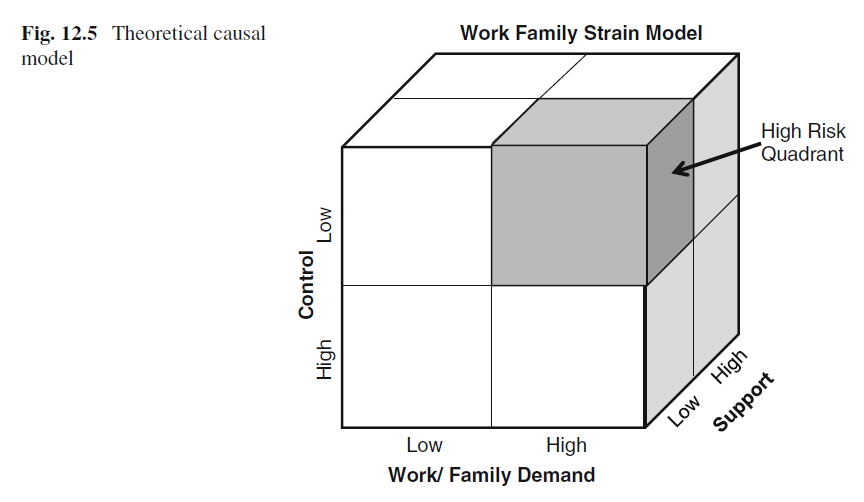 Fig. 12.5 Theoretical causal
model
Work Family Strain Model
High Risk
Quadrant
Low
Control
High
Low
High
Work/ Family Demand
Low
High
Support